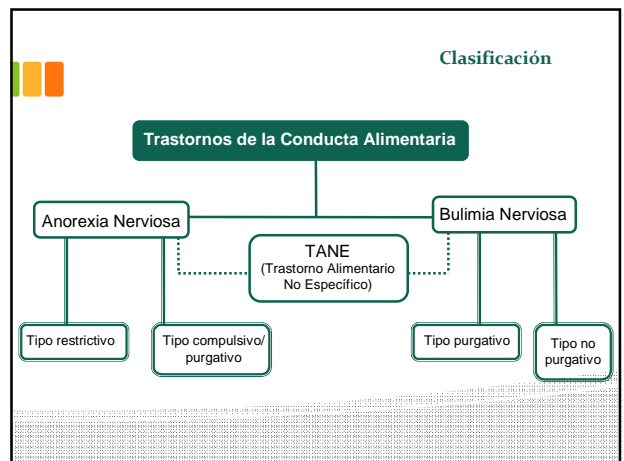 Clasificación
Trastornos de la Conducta Alimentaria
Anorexia Nerviosa
Bulimia Nerviosa
TANE
(Trastorno Alimentario
No Específico)
Tipo restrictivo
Tipo compulsivo/
purgativo
Tipo purgativo
Tipo no
purgativo